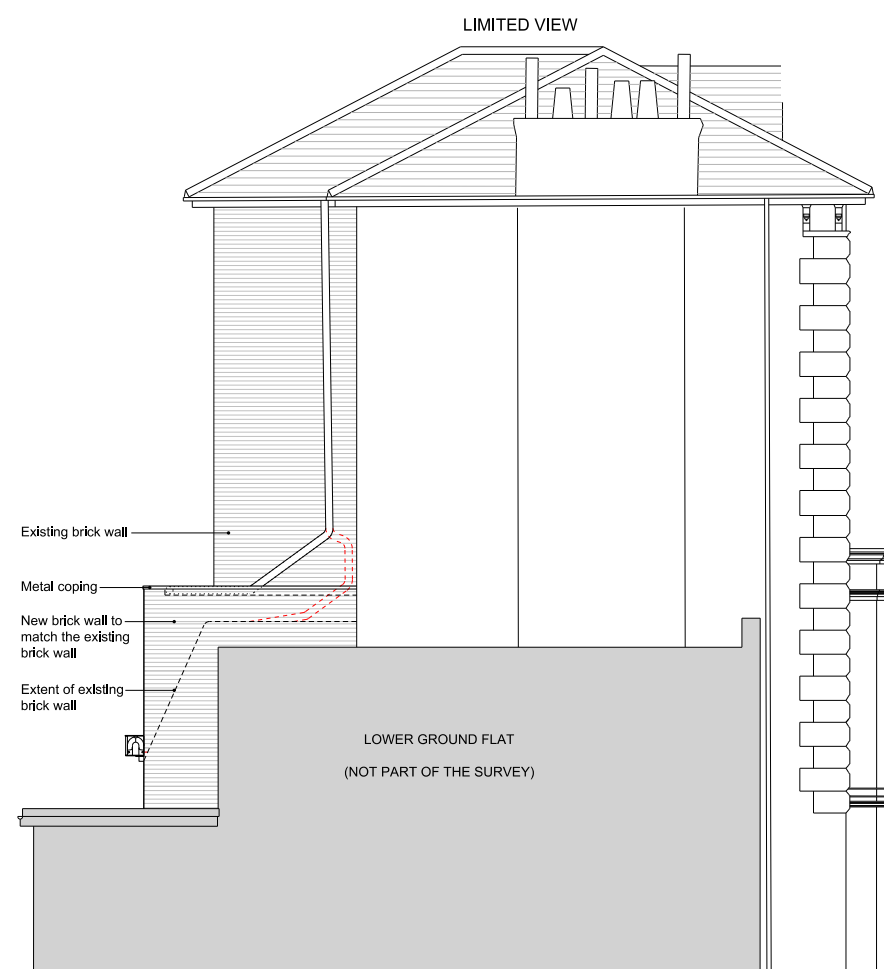 LIMITED VIEW
Existing brick wall
Metal coping
New brick wall to
match the existing
brick wall
Extent of existing
brick wall
LOWER GROUND FLAT
(NOT PART OF THE SURVEY)